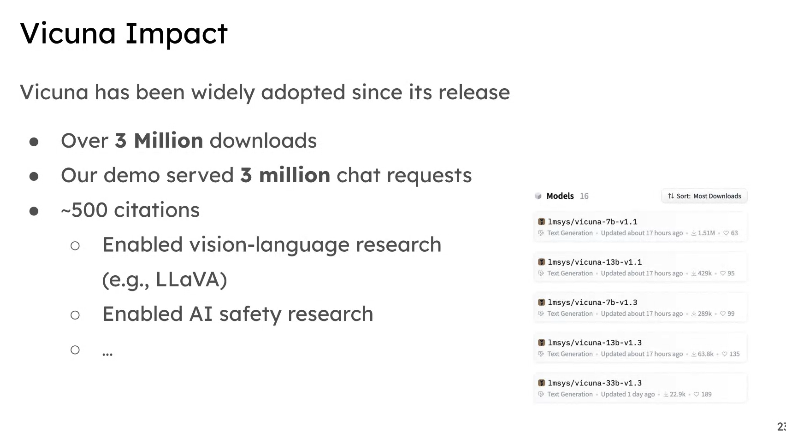 Vicuna Impact
Vicuna has been widely adopted since its release
● Over 3 Million downloads
● Our demo served 3 million chat requests
● ~500 citations
○ Enabled vision-language research
(e.g., LLaVA)
○ Enabled AI safety research
○ ...
Models 16
Sort: Most Downloads
lmsys/vicuna-7b-v1.1
Text Generation • Updated about 17 hours ago • 1.51M • 63
lmsys/vicuna-13b-v1.1
Text Generation • Updated about 17 hours ago • 429k • 95
lmsys/vicuna-7b-v1.3
Text Generation • Updated about 17 hours ago • 289k • 99
lmsys/vicuna-13b-v1.3
Text Generation • Updated about 17 hours ago • 63.8k • 135
lmsys/vicuna-33b-v1.3
Text Generation • Updated 1 day ago • 22.9k • 189